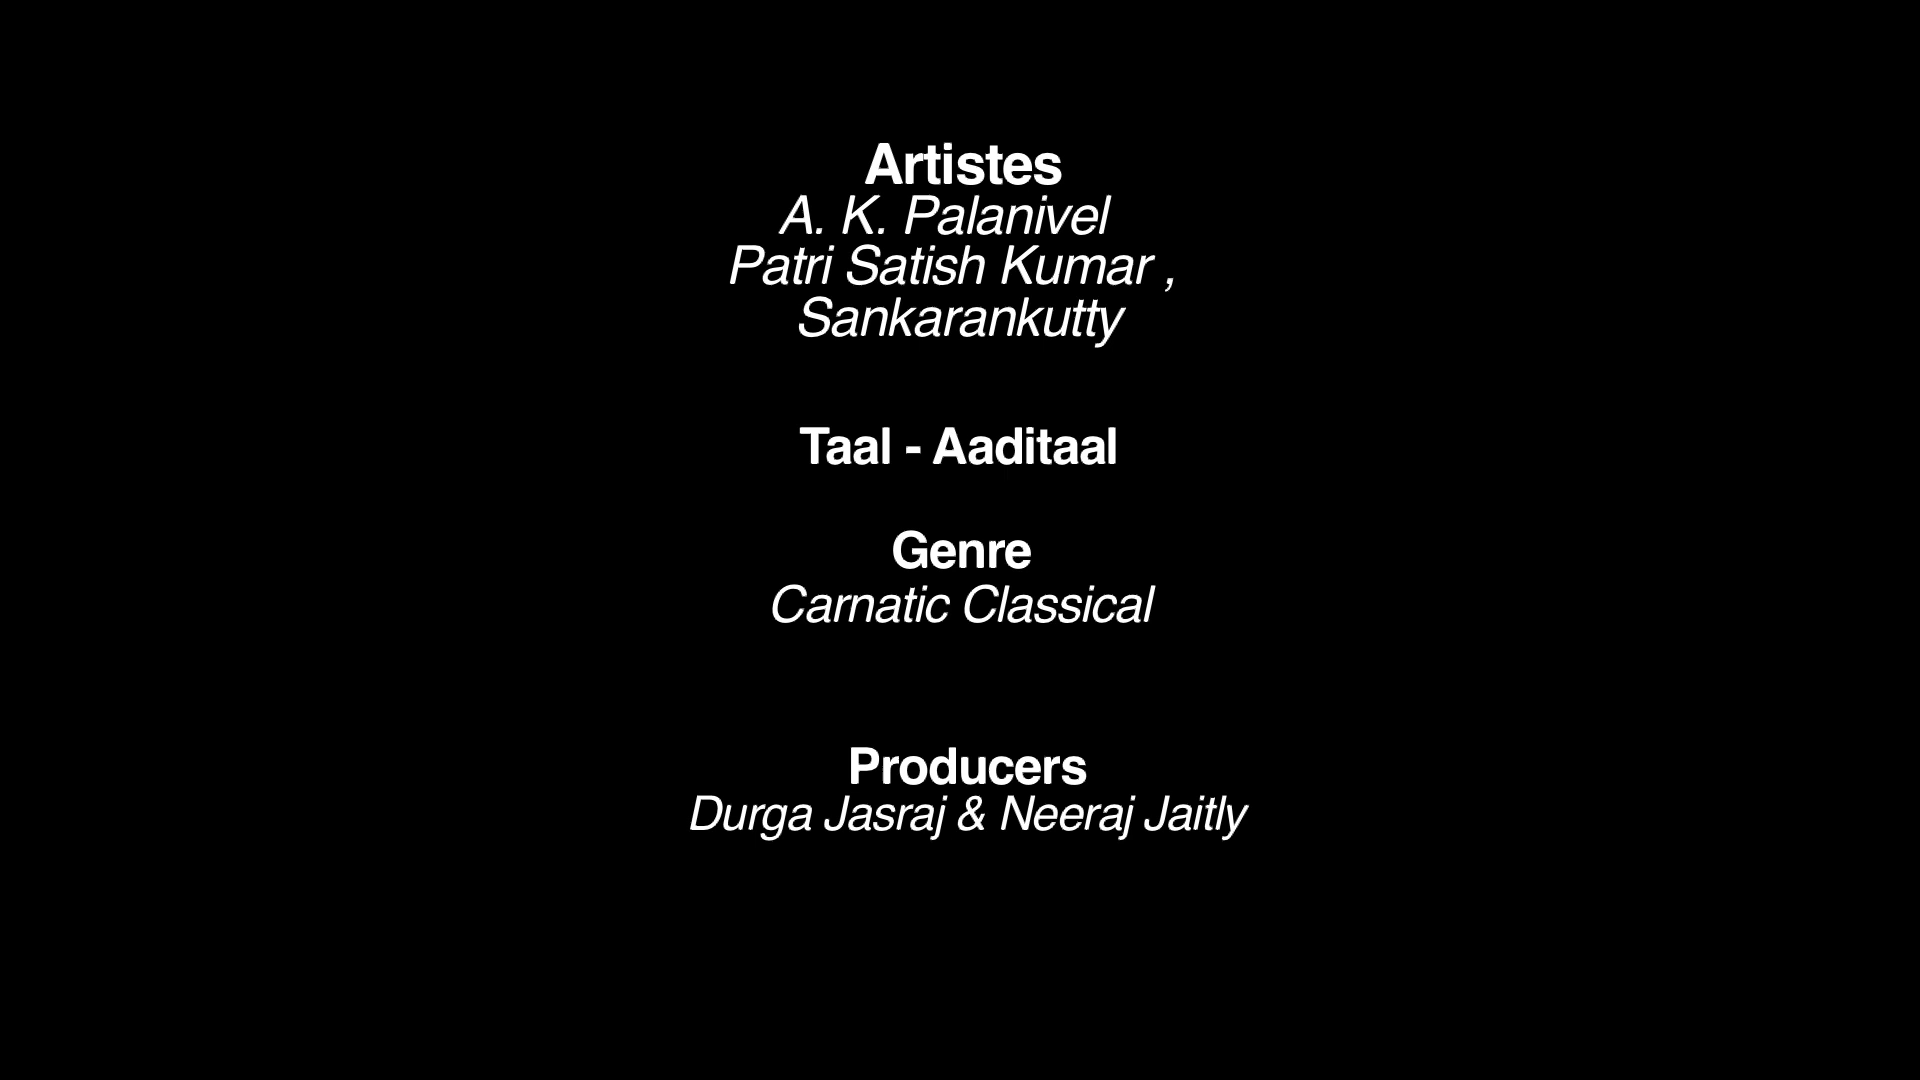 Artistes
A. K. Palanivel
Patri Satish Kumar ,
Sankarankutty
Taal - Aaditaal
Genre
Carnatic Classical
Producers
Durga Jasraj & Neeraj Jaitly